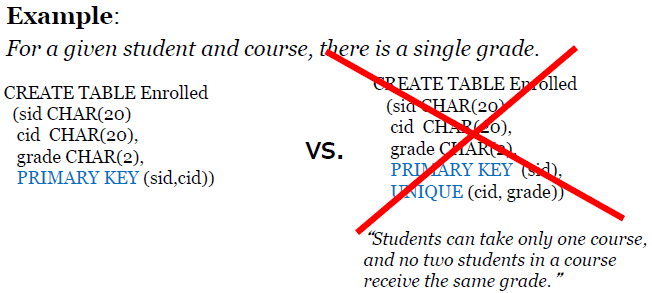 Example:
For a given student and course, there is a single grade.
CREATE TABLE Enrolled
(sid CHAR(20)
cid CHAR(20),
grade CHAR(2),
PRIMARY KEY (sid,cid))
vs.
CREATE TABLE Enrolled
(sid CHAR(20)
cid CHAR(20),
grade CHAR(2),
PRIMARY KEY (sid),
UNIQUE (cid, grade))
“Students can take only one course,
and no two students in a course
receive the same grade.”